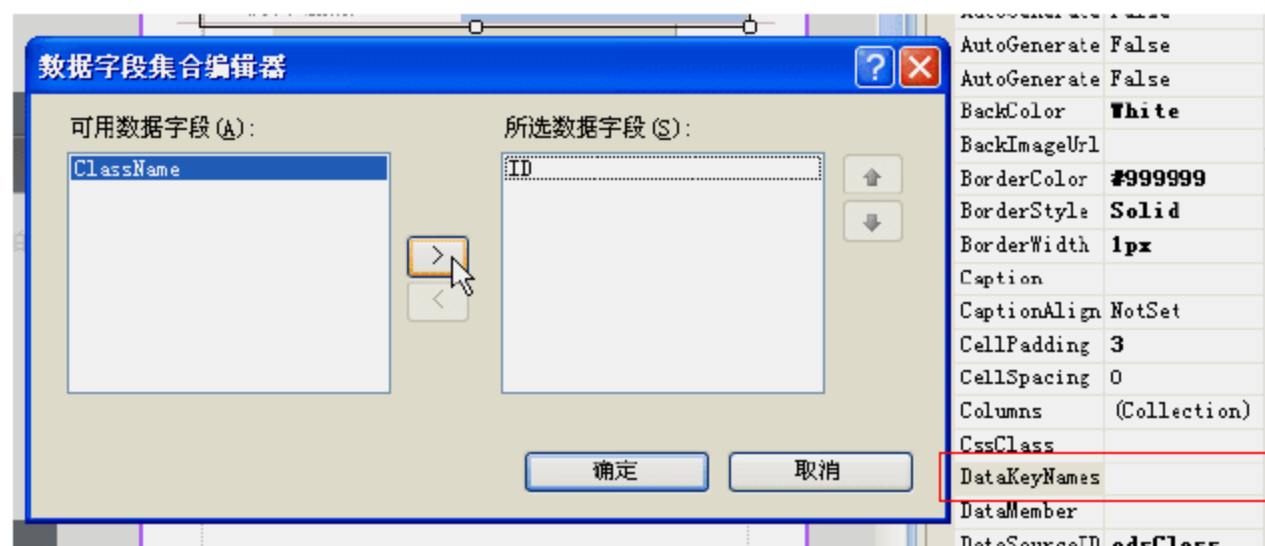 数据字段集合编辑器
可用数据字段(A):
所选数据字段(S):
ClassName
ID
>
<
确定
取消
AutoGenerate False
AutoGenerate False
BackColor White
BackImageUrl
BorderColor #999999
BorderStyle Solid
BorderWidth 1px
Caption
CaptionAlign NotSet
CellPadding 3
CellSpacing 0
Columns (Collection)
CssClass
DataKeyNames
DataMember
DataSourceID odsClass